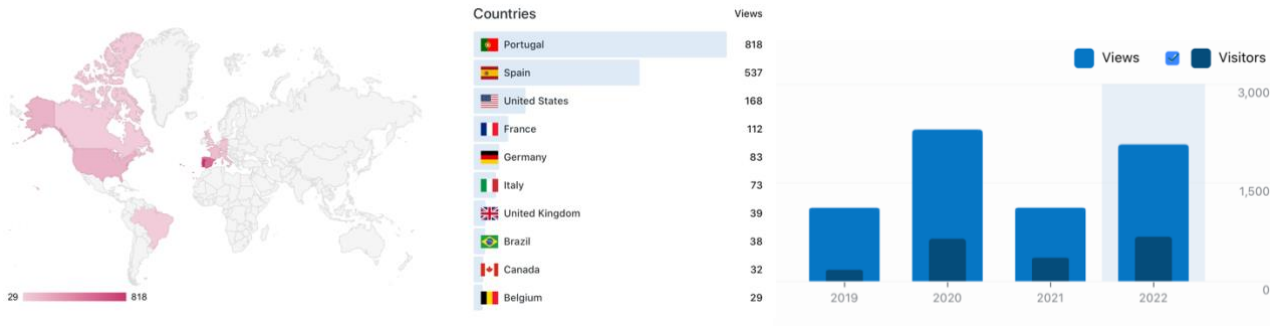 29 818
Countries Views
Portugal 818
Spain 537
United States 168
France 112
Germany 83
Italy 73
United Kingdom 39
Brazil 38
Canada 32
Belgium 29
Views Visitors
3,000
1,500
0
2019 2020 2021 2022